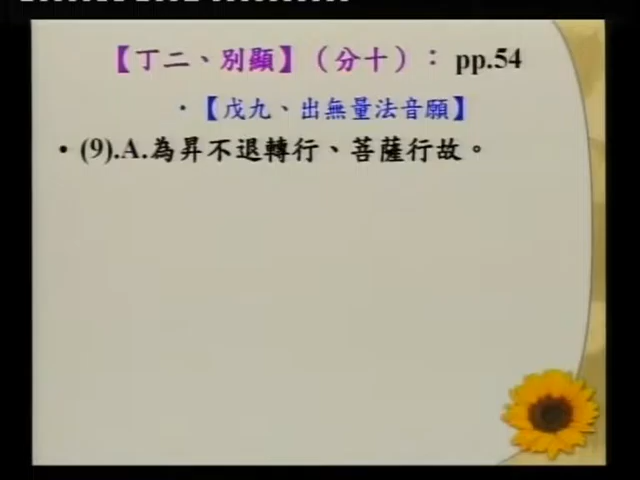 【丁二、別顯】（分十）：pp.54
•【戊九、出無量法音願】
• (9).A.為昇不退轉行、菩薩行故。